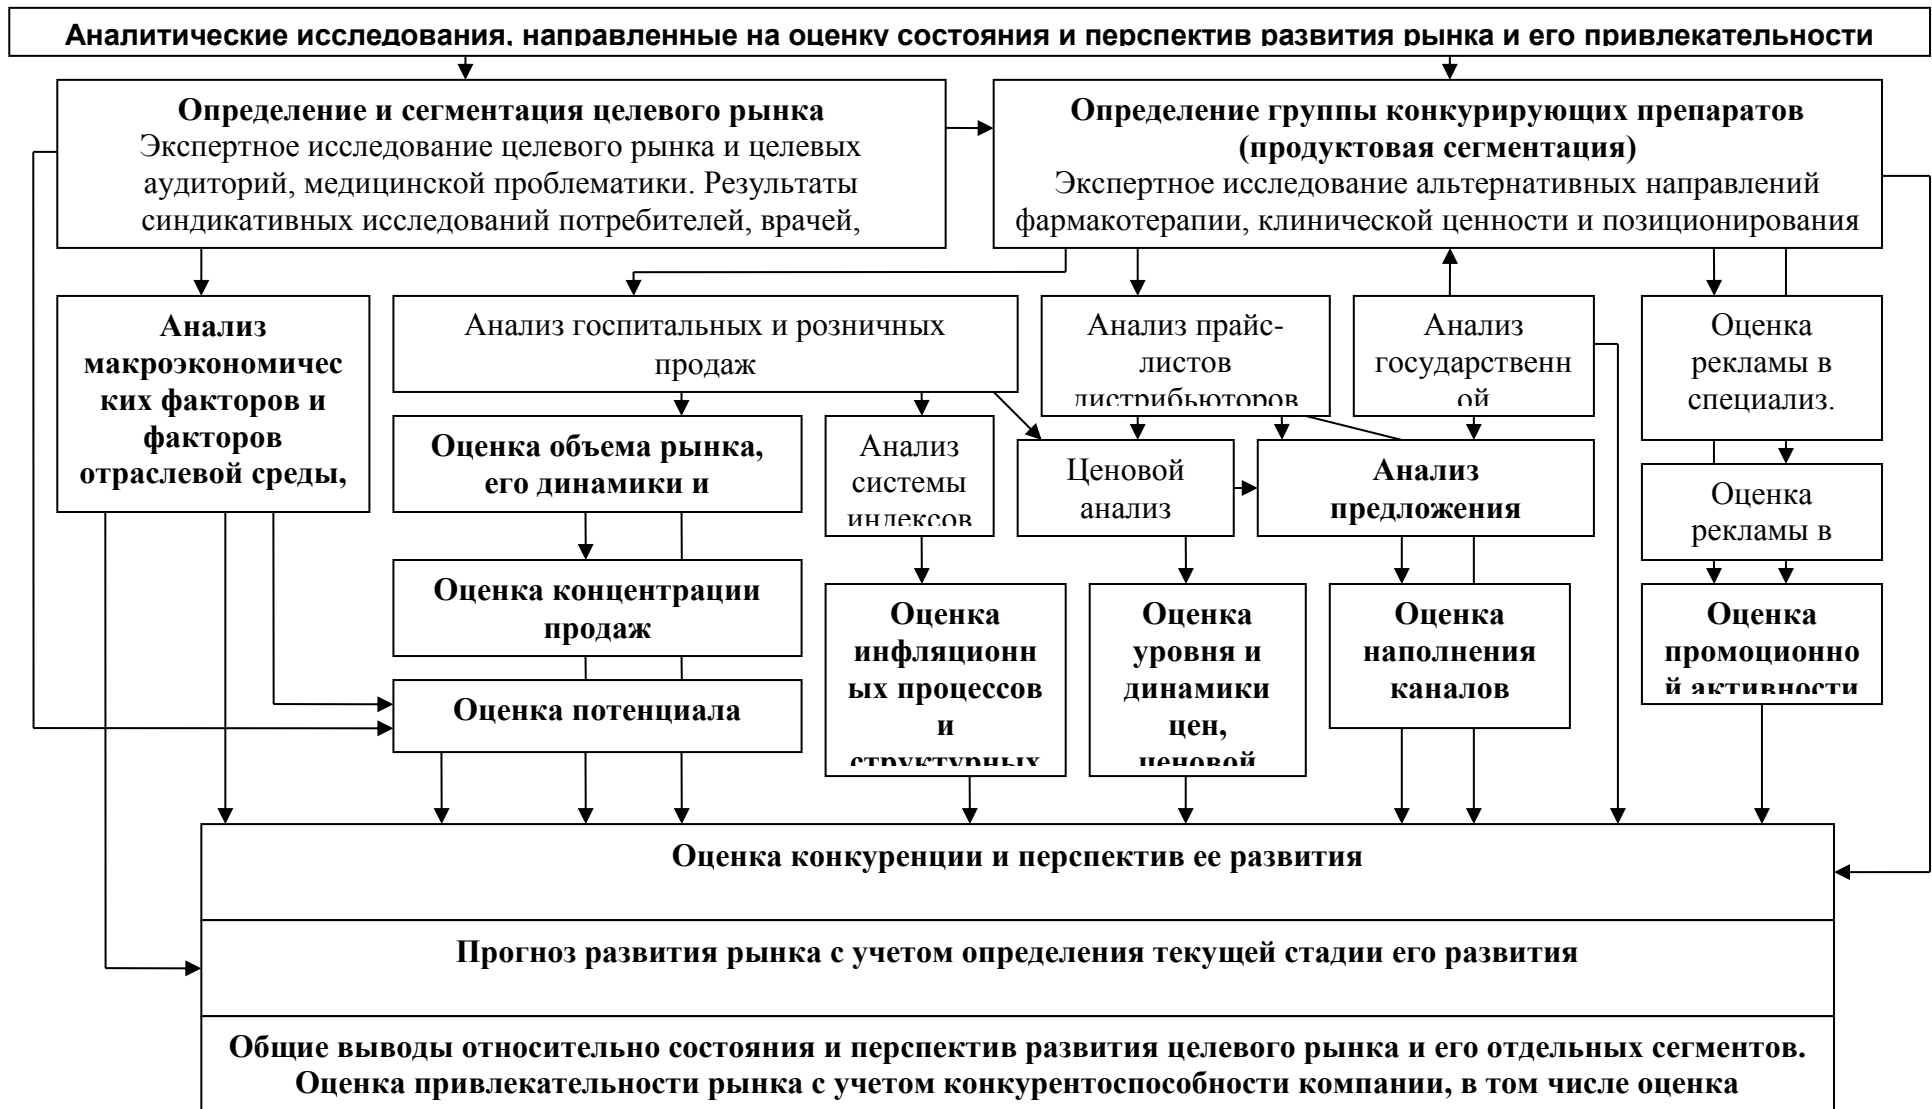 Аналитические исследования, направленные на оценку состояния и перспектив развития рынка и его привлекательности
Определение и сегментация целевого рынка
Экспертное исследование целевого рынка и целевых
аудиторий, медицинской проблематики. Результаты
синдикативных исследований потребителей, врачей,
Определение группы конкурирующих препаратов
(продуктовая сегментация)
Экспертное исследование альтернативных направлений
фармакотерапии, клинической ценности и позиционирования
Анализ
макроэкономичес
ких факторов и
факторов
отраслевой среды,
Анализ госпитальных и розничных
продаж
Анализ прайс-
листов
дистрибьюторов
Анализ
государственн
ой
Оценка
рекламы в
специализ.
Оценка объема рынка,
его динамики и
Анализ
системы
индексов
Ценовой
анализ
Анализ
предложения
Оценка
рекламы в
Оценка концентрации
продаж
Оценка
инфляционн
ых процессов
и
структурных
Оценка
уровня и
динамики
цен,
ценовой
Оценка
наполнения
каналов
Оценка
промоционно
й активности
Оценка потенциала
Оценка конкуренции и перспектив ее развития
Прогноз развития рынка с учетом определения текущей стадии его развития
Общие выводы относительно состояния и перспектив развития целевого рынка и его отдельных сегментов.
Оценка привлекательности рынка с учетом конкурентоспособности компании, в том числе оценка